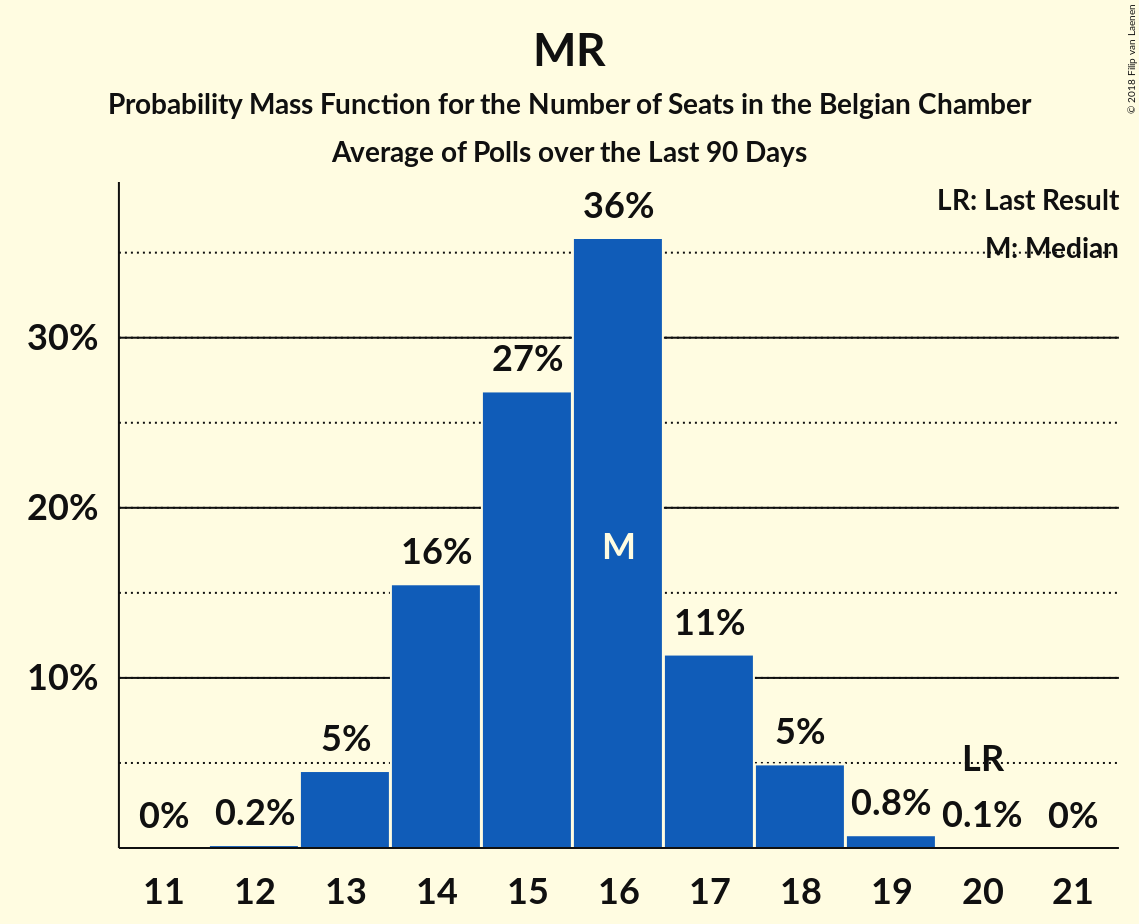 MR
Probability Mass Function for the Number of Seats in the Belgian Chamber
Average of Polls over the Last 90 Days
© 2018 Filip van Laenen
LR: Last Result
M: Median
30%
20%
10%
0%
0.2%
5%
16%
27%
36%
M
11%
5%
0.8%
LR
0.1%
0%
11 12 13 14 15 16 17 18 19 20 21